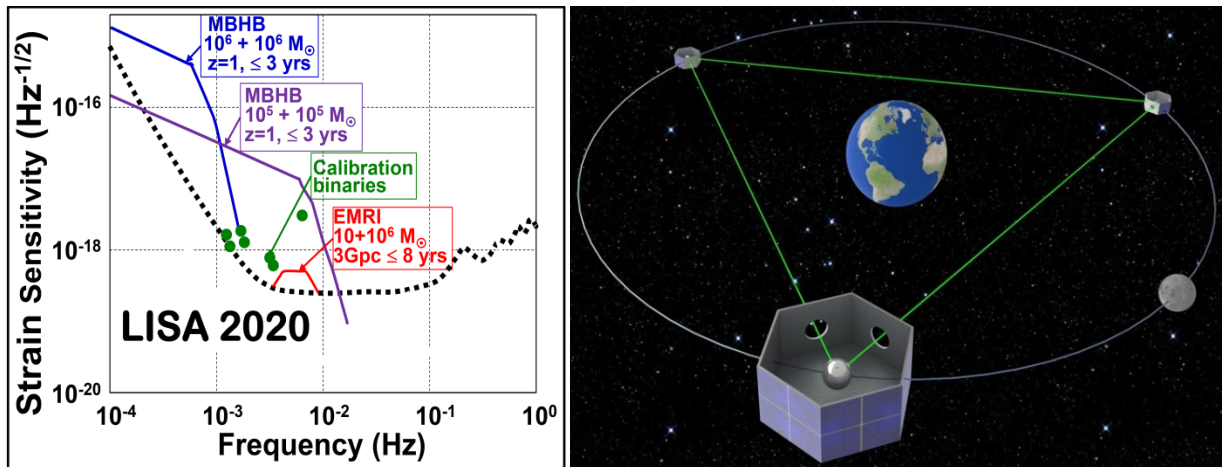 MBHB
10⁶ + 10⁶ M☉
z=1, ≤ 3 yrs
MBHB
10⁵ + 10⁵ M☉
z=1, ≤ 3 yrs
Calibration
binaries
EMRI
10+10⁶ M☉
3Gpc ≤ 8 yrs
LISA 2020
Strain Sensitivity (Hz⁻¹/²)
10⁻¹⁶
10⁻¹⁸
10⁻²⁰
10⁻⁴ 10⁻³ 10⁻² 10⁻¹ 10⁰
Frequency (Hz)